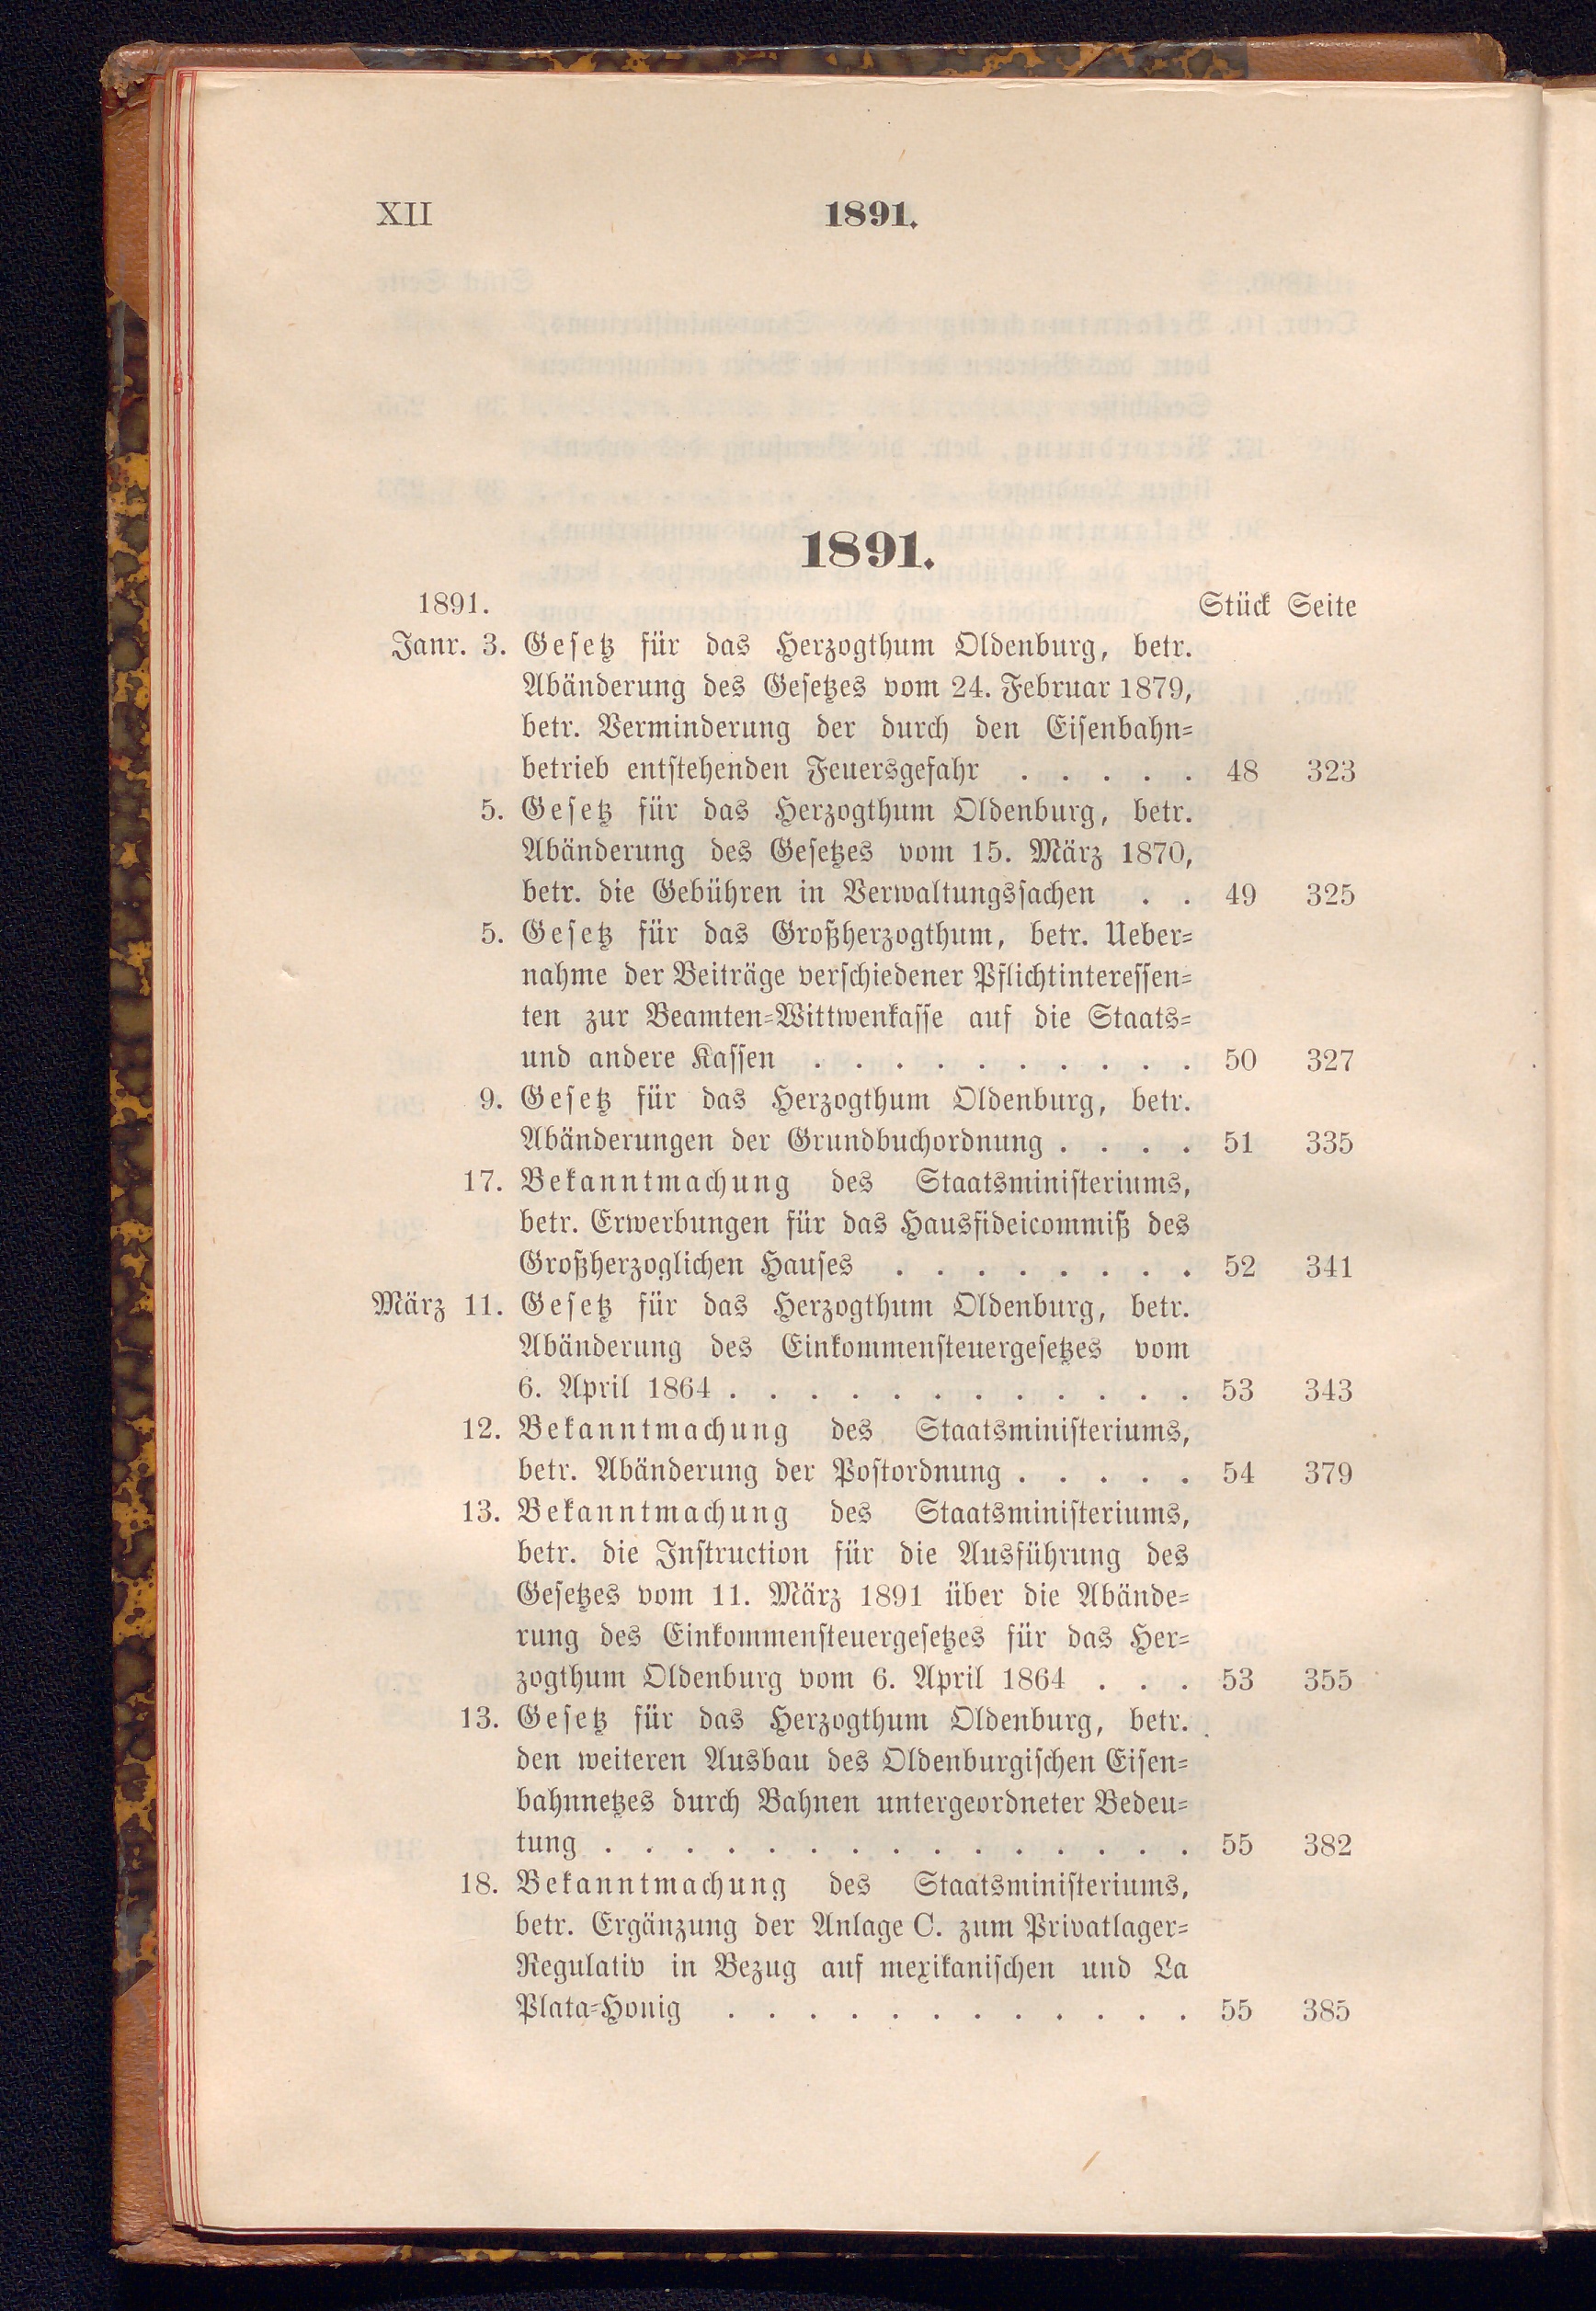 XII 1891.
1891.
1891. Stück Seite
Janr. 3. Gesetz für das Herzogthum Oldenburg, betr.
Abänderung des Gesetzes vom 24. Februar 1879,
betr. Verminderung der durch den Eisenbahn-
betrieb entstehenden Feuersgefahr . . . . . 48 323
5. Gesetz für das Herzogthum Oldenburg, betr.
Abänderung des Gesetzes vom 15. März 1870,
betr. die Gebühren in Verwaltungssachen . . 49 325
5. Gesetz für das Großherzogthum, betr. Ueber-
nahme der Beiträge verschiedener Pflichtinteressen-
ten zur Beamten-Wittwenkasse auf die Staats-
und andere Kassen . . . . . . . . . . 50 327
9. Gesetz für das Herzogthum Oldenburg, betr.
Abänderungen der Grundbuchordnung . . . . 51 335
17. Bekanntmachung des Staatsministeriums,
betr. Erwerbungen für das Hausfideicommiß des
Großherzoglichen Hauses . . . . . . . . 52 341
März 11. Gesetz für das Herzogthum Oldenburg, betr.
Abänderung des Einkommensteuergesetzes vom
6. April 1864 . . . . . . . . . . . . 53 343
12. Bekanntmachung des Staatsministeriums,
betr. Abänderung der Postordnung . . . . . 54 379
13. Bekanntmachung des Staatsministeriums,
betr. die Instruction für die Ausführung des
Gesetzes vom 11. März 1891 über die Abände-
rung des Einkommensteuergesetzes für das Her-
zogthum Oldenburg vom 6. April 1864 . . . 53 355
13. Gesetz für das Herzogthum Oldenburg, betr.
den weiteren Ausbau des Oldenburgischen Eisen-
bahnnetzes durch Bahnen untergeordneter Bedeu-
tung . . . . . . . . . . . . . . . 55 382
18. Bekanntmachung des Staatsministeriums,
betr. Ergänzung der Anlage C. zum Privatlager-
Regulativ in Bezug auf mexikanischen und La
Plata-Honig . . . . . . . . . . . . 55 385